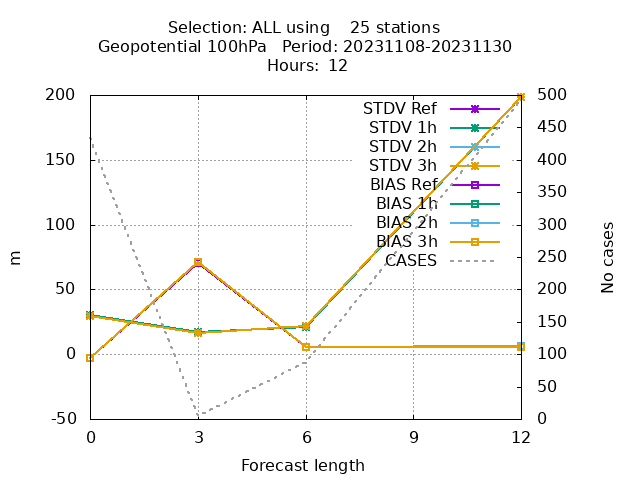 Selection: ALL using    25 stations
Geopotential 100hPa   Period: 20231108-20231130
Hours:  12
200
150
100
50
0
-50
m
500
450
400
350
300
250
200
150
100
50
0
No cases
STDV Ref
STDV 1h
STDV 2h
STDV 3h
BIAS Ref
BIAS 1h
BIAS 2h
BIAS 3h
CASES
0 3 6 9 12
Forecast length